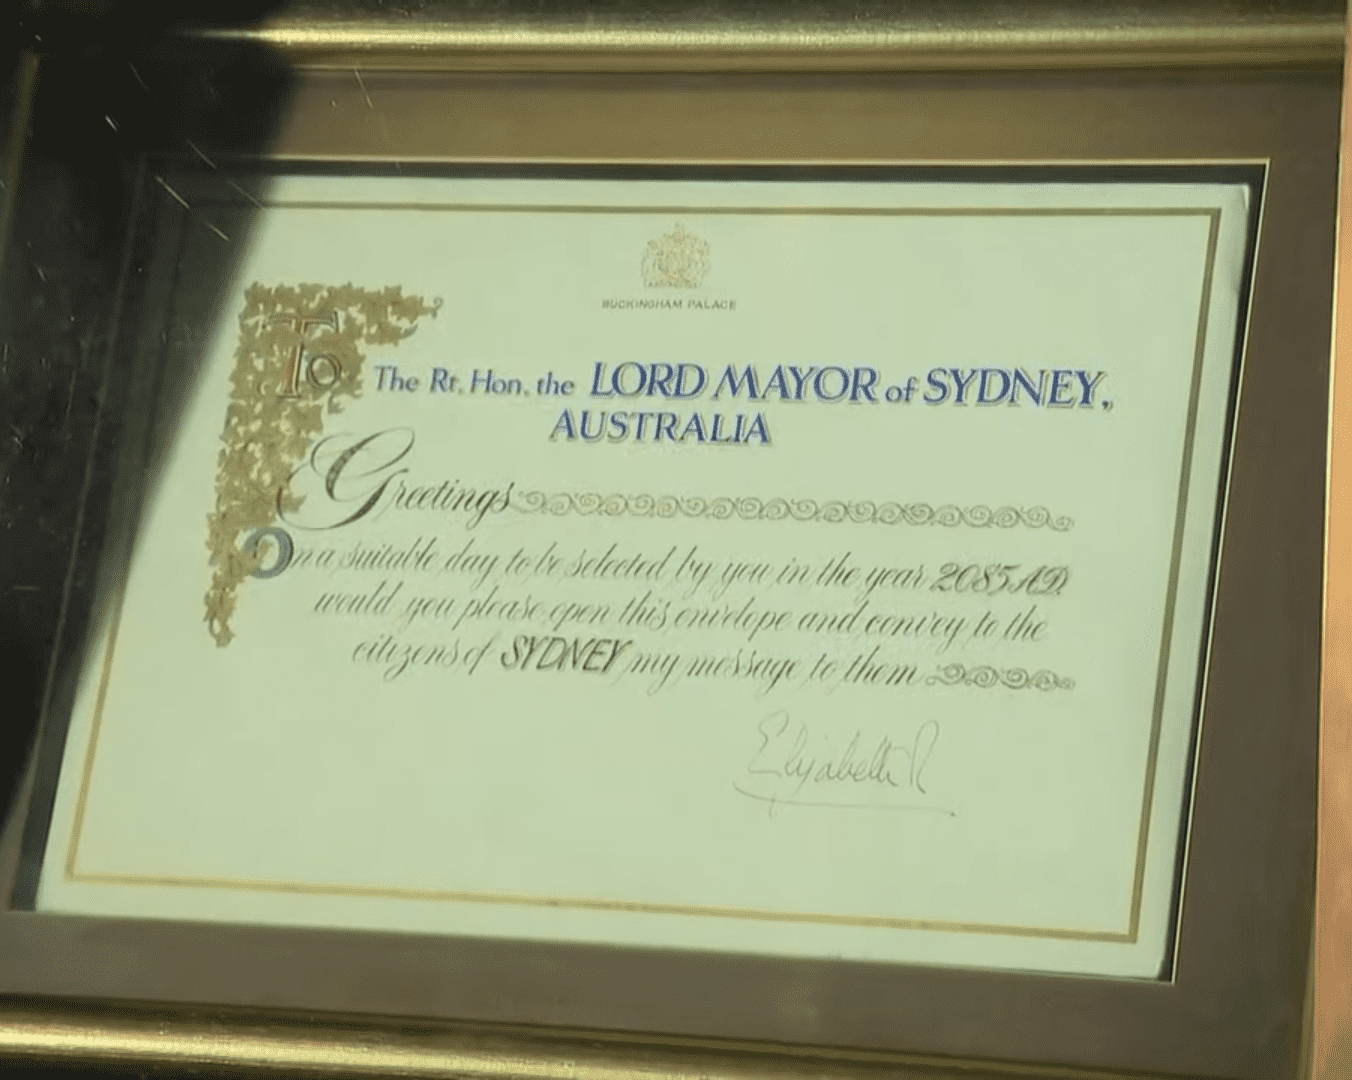 BUCKINGHAM PALACE
To The Rt. Hon. the LORD MAYOR of SYDNEY,
AUSTRALIA
Greetings
On a suitable day to be selected by you in the year 2085 A.D.
would you please open this envelope and convey to the
citizens of SYDNEY my message to them
Elizabeth R